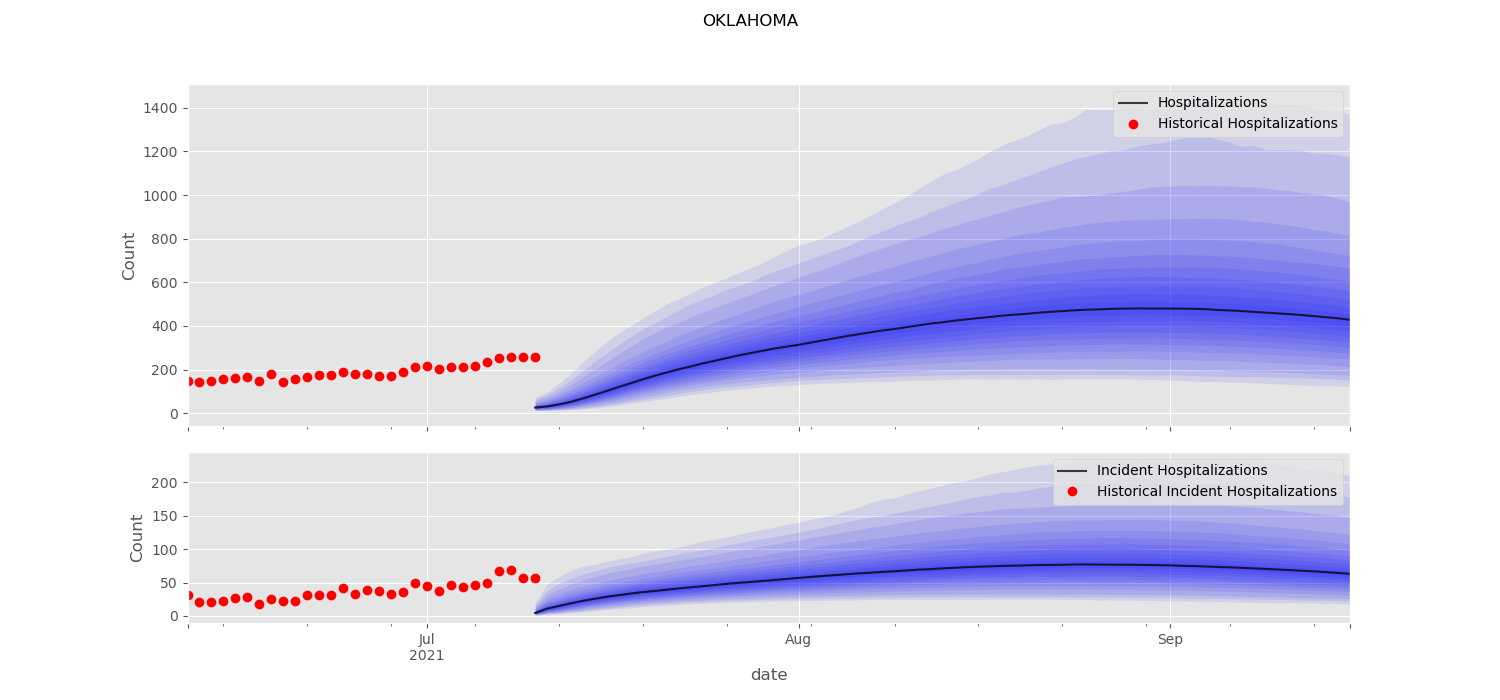 OKLAHOMA
1400
1200
1000
800
600
400
200
0
Count
Hospitalizations
Historical Hospitalizations
200
150
100
50
0
Count
Incident Hospitalizations
Historical Incident Hospitalizations
Jul
2021
Aug
Sep
date